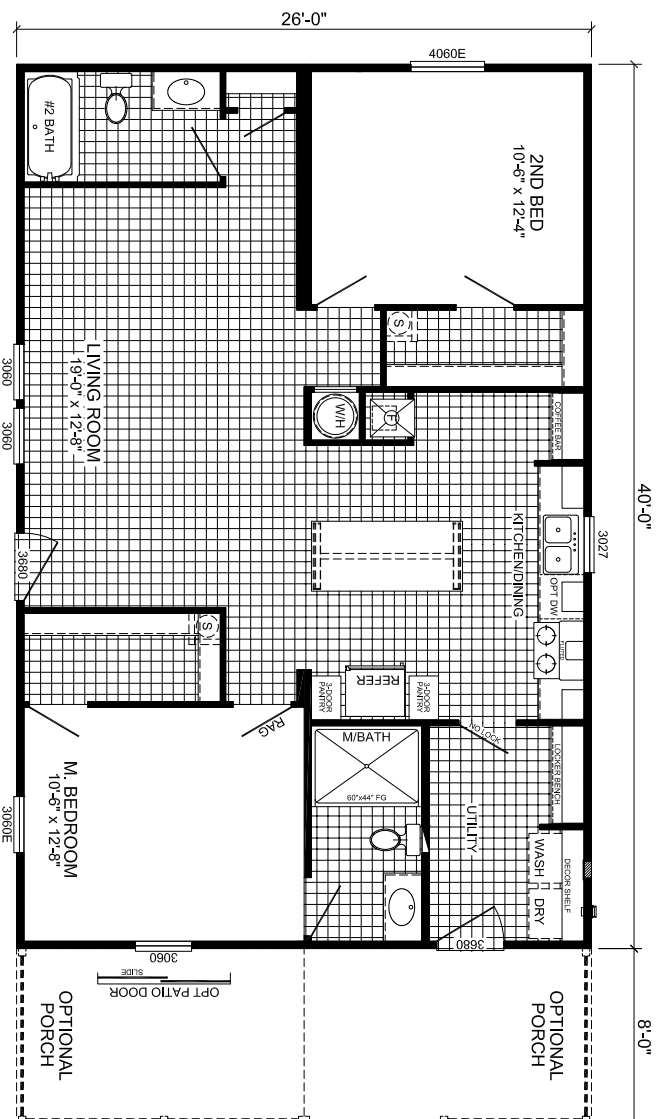 26'-0"
4060E
#2 BATH
2ND BED
10'-6" x 12'-4"
S
3060
3060
LIVING ROOM
19'-0" x 12'-8"
W/H
F
COFFEE BAR
40'-0"
3027
KITCHEN/DINING
OPT DW
3680
S
REFER
3-DOOR
PANTRY
3-DOOR
PANTRY
RAG
NO LOCK
M/BATH
60"x44" FG
LOCKER BENCH
UTILITY
M. BEDROOM
10'-6" x 12'-8"
3060E
WASH
DRY
DECOR SHELF
3680
3060
SLIDE
OPT PATIO DOOR
8'-0"
OPTIONAL
PORCH
OPTIONAL
PORCH